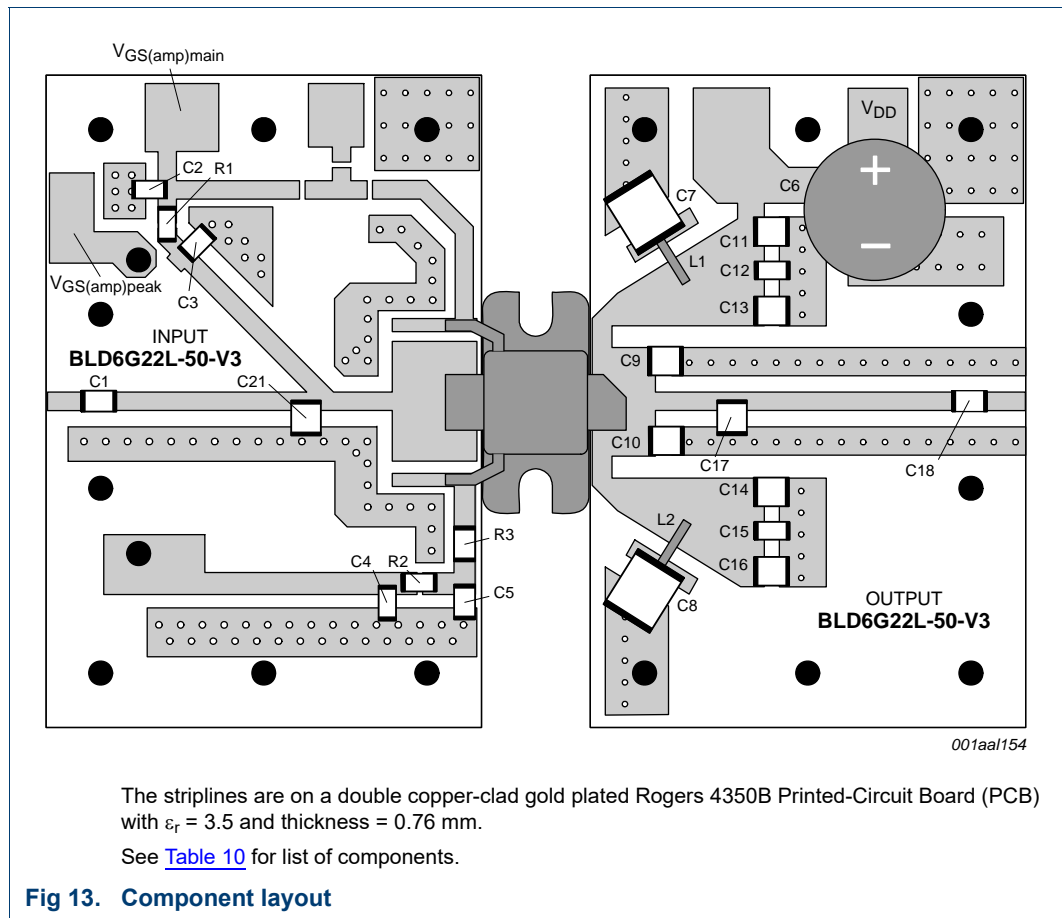 VGS(amp)main
C2
R1
C3
VGS(amp)peak
INPUT
BLD6G22L-50-V3
C1
C21
C4
R2
R3
C5
VDD
+
−
C6
C7
L1
C11
C12
C13
C9
C10
C17
C18
C14
L2
C15
C16
C8
OUTPUT
BLD6G22L-50-V3
001aal154
The striplines are on a double copper-clad gold plated Rogers 4350B Printed-Circuit Board (PCB)
with εr = 3.5 and thickness = 0.76 mm.
See Table 10 for list of components.
Fig 13. Component layout